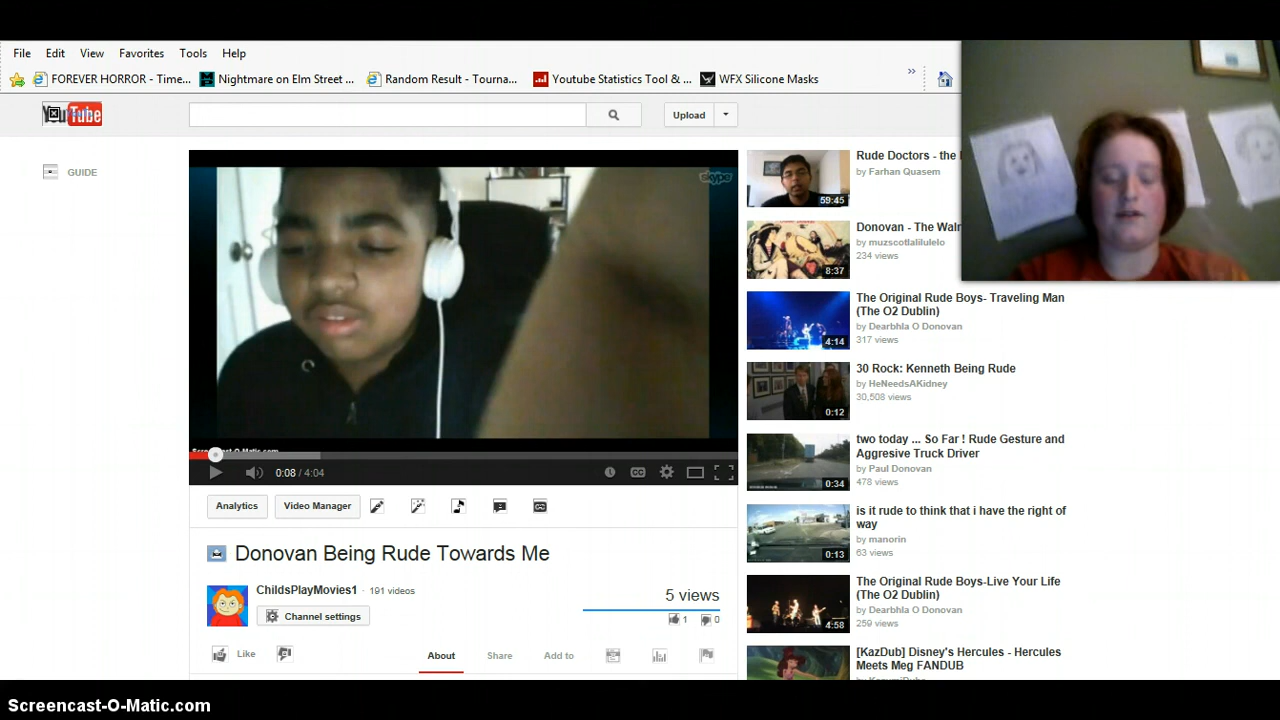 File Edit View Favorites Tools Help
FOREVER HORROR - Time... Nightmare on Elm Street ... Random Result - Tourna... Youtube Statistics Tool & ... WFX Silicone Masks »
YouTube Upload
GUIDE
skype
Screencast-O-Matic.com
0:08 / 4:04 CC
Analytics Video Manager
Donovan Being Rude Towards Me
ChildsPlayMovies1 · 191 videos
Channel settings
5 views
1 0
Like About Share Add to
59:45
Rude Doctors - the
by Farhan Quasem
8:37
Donovan - The Wal
by muzscotlalilulelo
234 views
4:14
The Original Rude Boys- Traveling Man
(The O2 Dublin)
by Dearbhla O Donovan
317 views
0:12
30 Rock: Kenneth Being Rude
by HeNeedsAKidney
30,508 views
0:34
two today ... So Far ! Rude Gesture and
Aggresive Truck Driver
by Paul Donovan
478 views
0:13
is it rude to think that i have the right of
way
by manorin
63 views
4:58
The Original Rude Boys-Live Your Life
(The O2 Dublin)
by Dearbhla O Donovan
259 views
[KazDub] Disney's Hercules - Hercules
Meets Meg FANDUB
Screencast-O-Matic.com